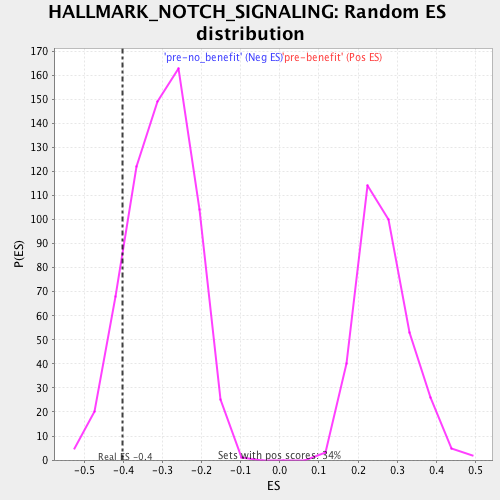 HALLMARK_NOTCH_SIGNALING: Random ES
distribution
'pre-no_benefit' (Neg ES) 'pre-benefit' (Pos ES)
170
160
150
140
130
120
110
100
90
80
70
60
50
40
30
20
10
0
P(ES)
Real ES -0.4
Sets with pos scores: 34%
-0.5 -0.4 -0.3 -0.2 -0.1 0.0 0.1 0.2 0.3 0.4 0.5
ES